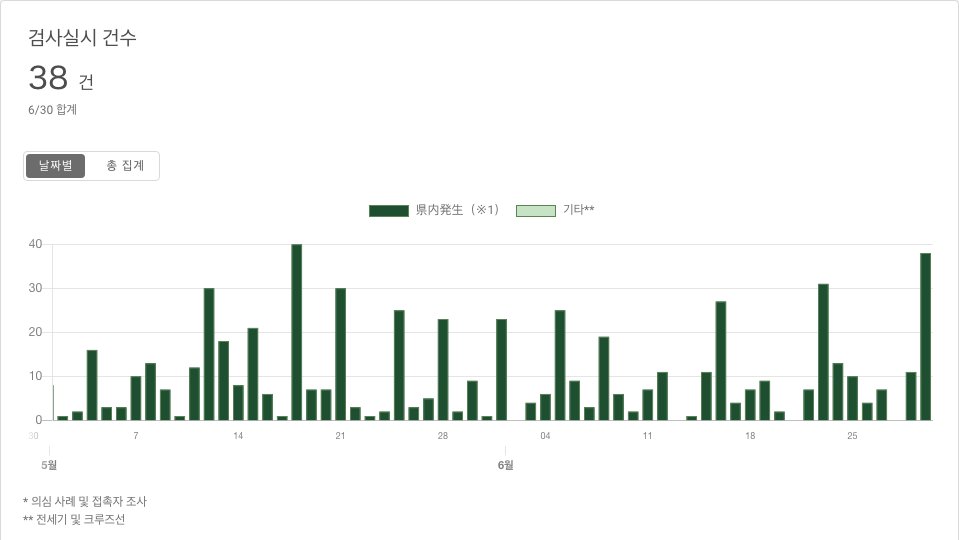 검사실시 건수
38 건
6/30 합계
날짜별 총 집계
県内発生（※1） 기타**
40
30
20
10
0
30 7 14 21 28 04 11 18 25
5월 6월
* 의심 사례 및 접촉자 조사
** 전세기 및 크루즈선